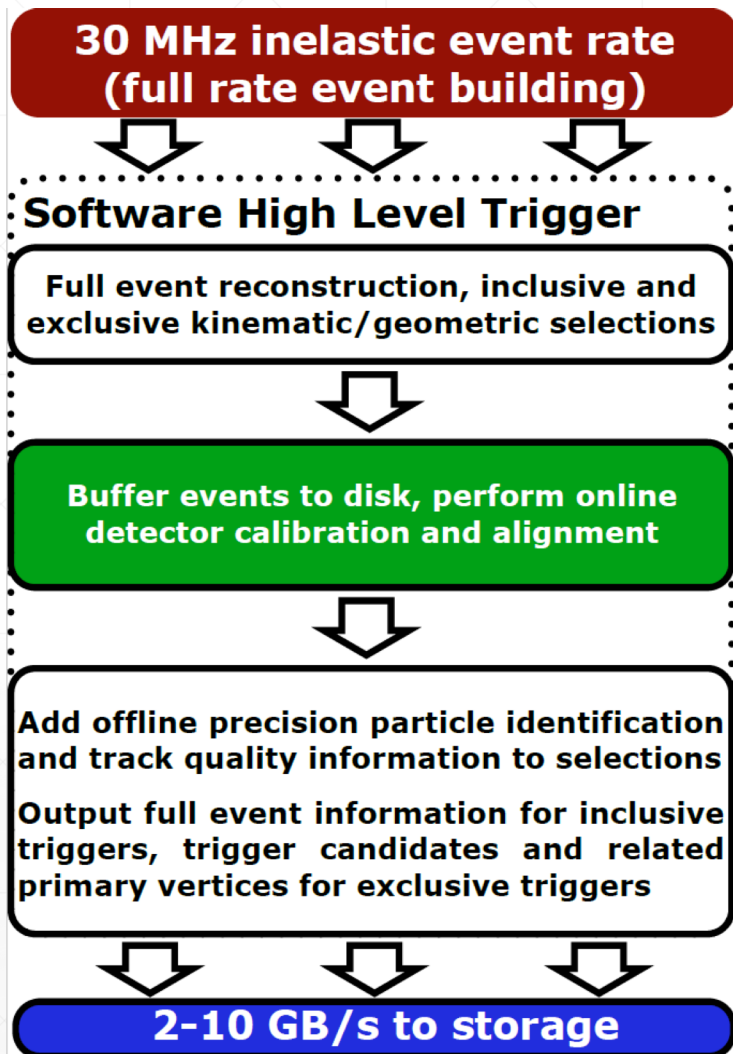 30 MHz inelastic event rate
(full rate event building)
Software High Level Trigger
Full event reconstruction, inclusive and
exclusive kinematic/geometric selections
Buffer events to disk, perform online
detector calibration and alignment
Add offline precision particle identification
and track quality information to selections
Output full event information for inclusive
triggers, trigger candidates and related
primary vertices for exclusive triggers
2-10 GB/s to storage